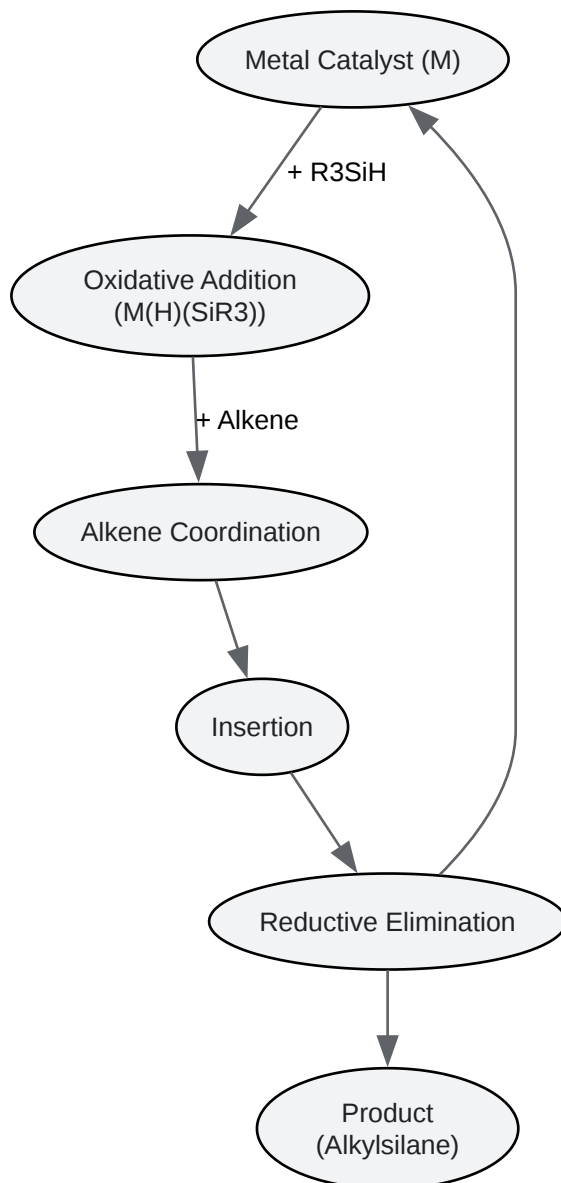 Metal Catalyst (M)
+ R3SiH
Oxidative Addition
(M(H)(SiR3))
+ Alkene
Alkene Coordination
Insertion
Reductive Elimination
Product
(Alkylsilane)